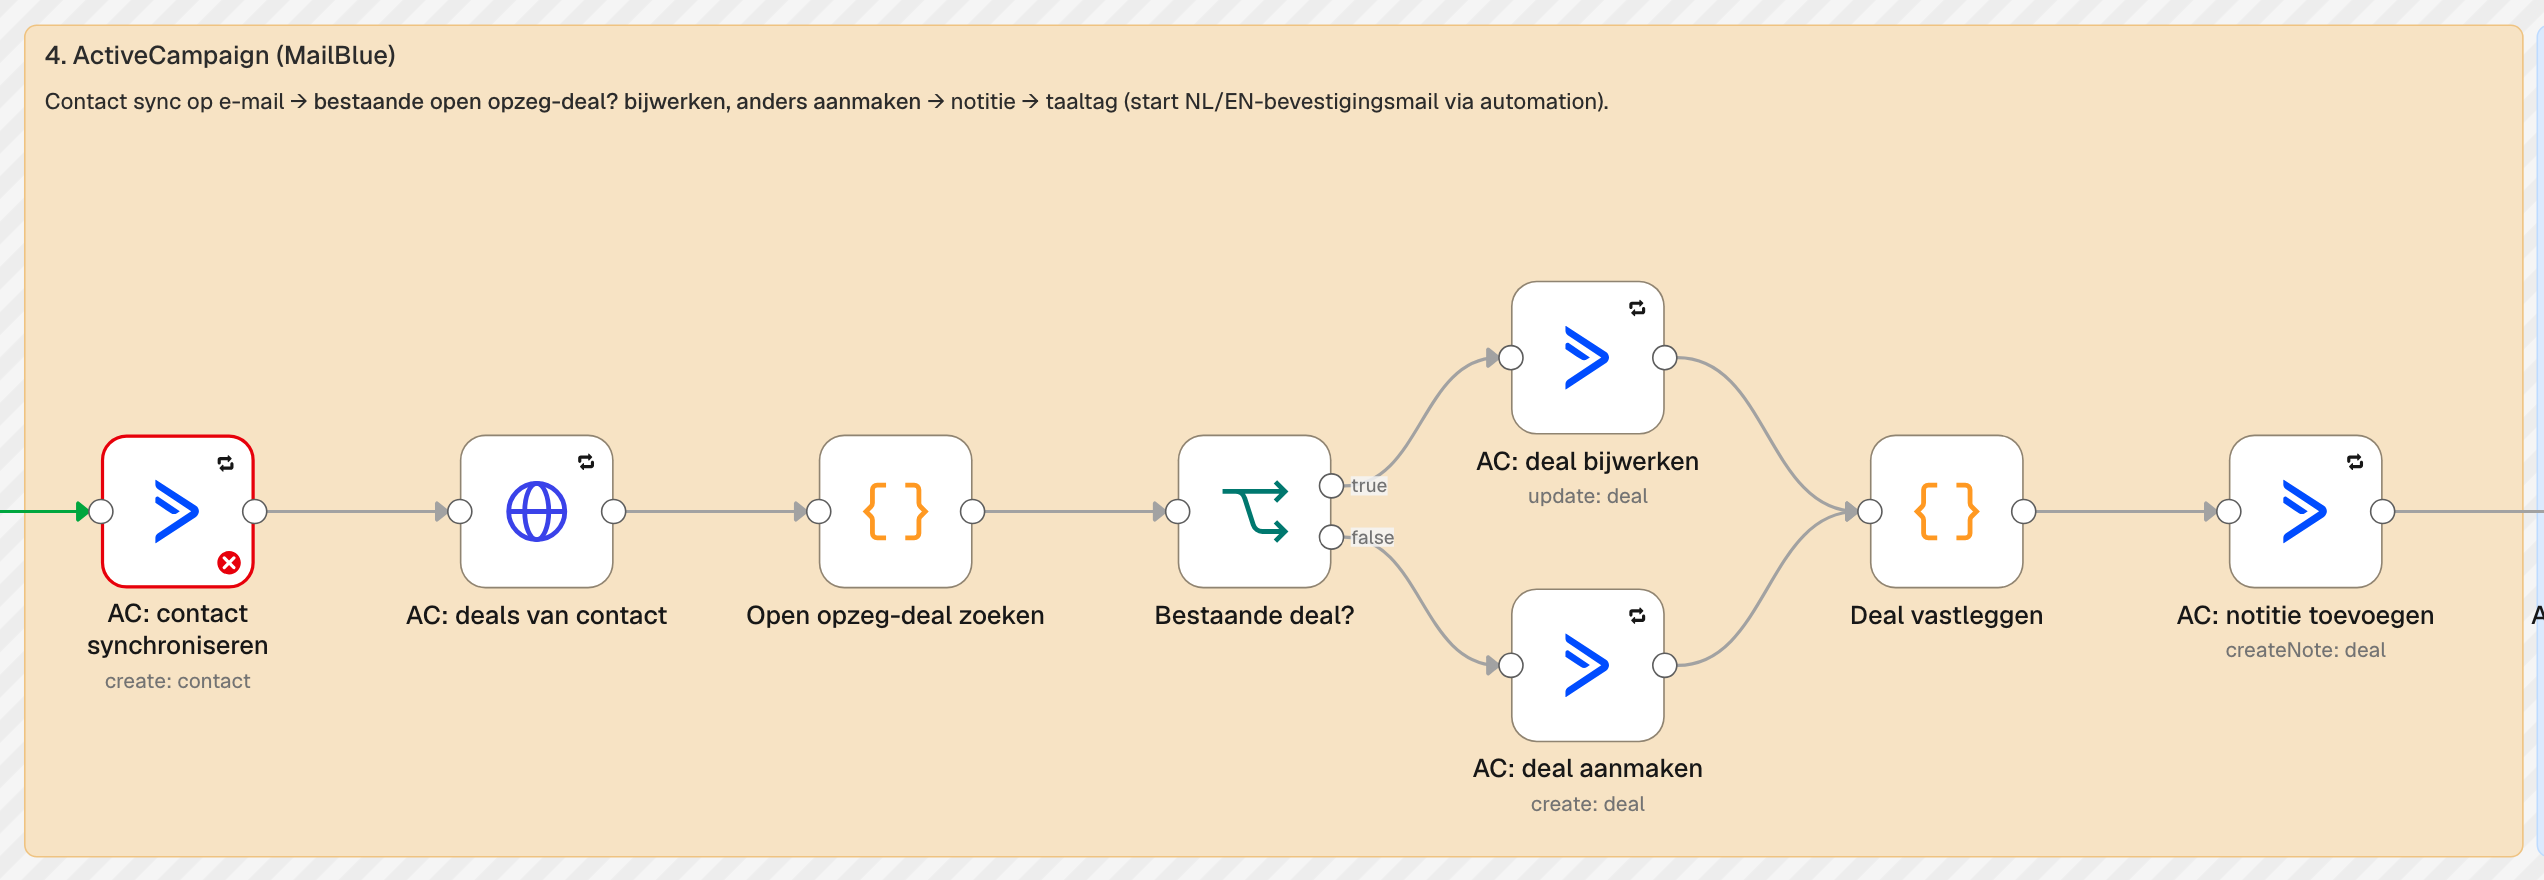 4. ActiveCampaign (MailBlue)
Contact sync op e-mail → bestaande open opzeg-deal? bijwerken, anders aanmaken → notitie → taaltag (start NL/EN-bevestigingsmail via automation).
AC: contact
synchroniseren
create: contact
AC: deals van contact
Open opzeg-deal zoeken
Bestaande deal?
true
false
AC: deal bijwerken
update: deal
AC: deal aanmaken
create: deal
Deal vastleggen
AC: notitie toevoegen
createNote: deal